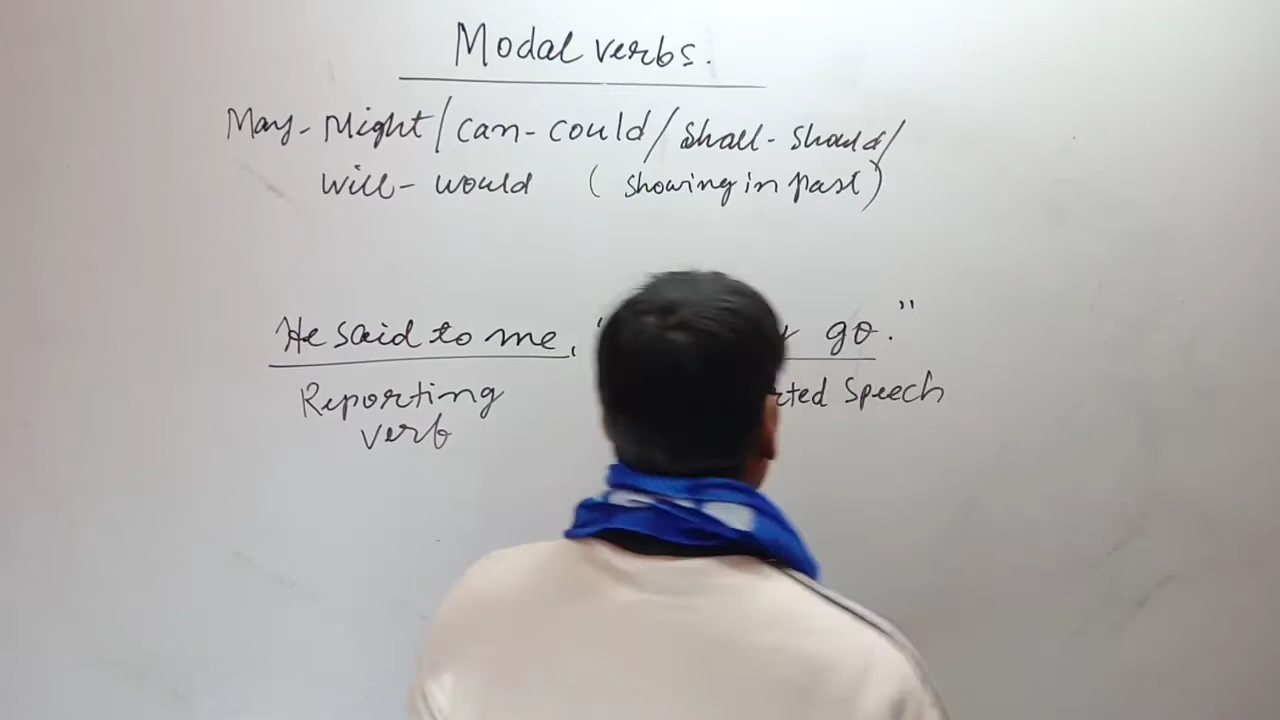 Modal verbs.
May - Might / can - could / shall - should /
will - would ( showing in past )
He said to me, " go. "
Reporting Speech
verb